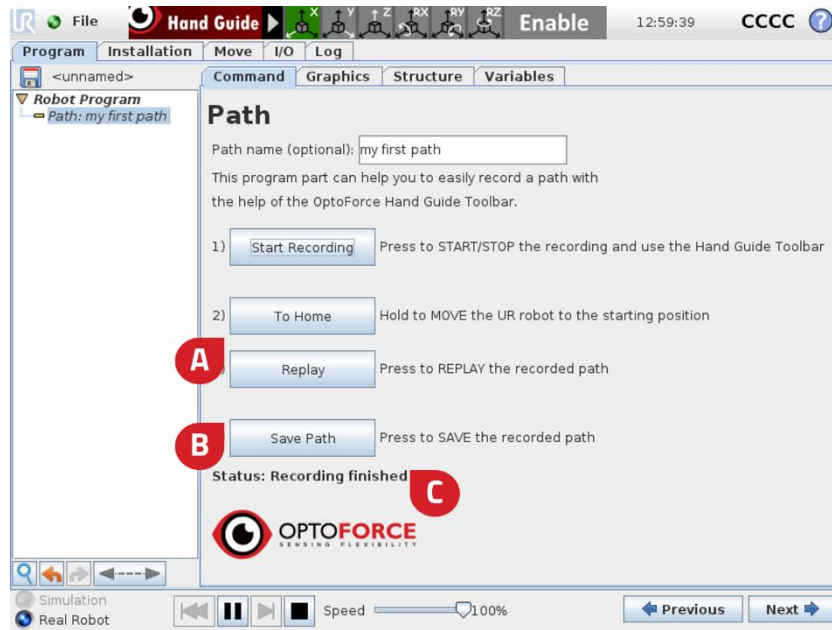 UR File Hand Guide X Y Z RX RY RZ Enable 12:59:39 CCCC ?
Program Installation Move I/O Log
<unnamed> Command Graphics Structure Variables
Robot Program
Path: my first path
Path
Path name (optional): my first path
This program part can help you to easily record a path with
the help of the OptoForce Hand Guide Toolbar.
1) Start Recording Press to START/STOP the recording and use the Hand Guide Toolbar
2) To Home Hold to MOVE the UR robot to the starting position
A ) Replay Press to REPLAY the recorded path
B Save Path Press to SAVE the recorded path
Status: Recording finished C
OPTOFORCE
SENSING FLEXIBILITY
Simulation
Real Robot
Speed 100% Previous Next